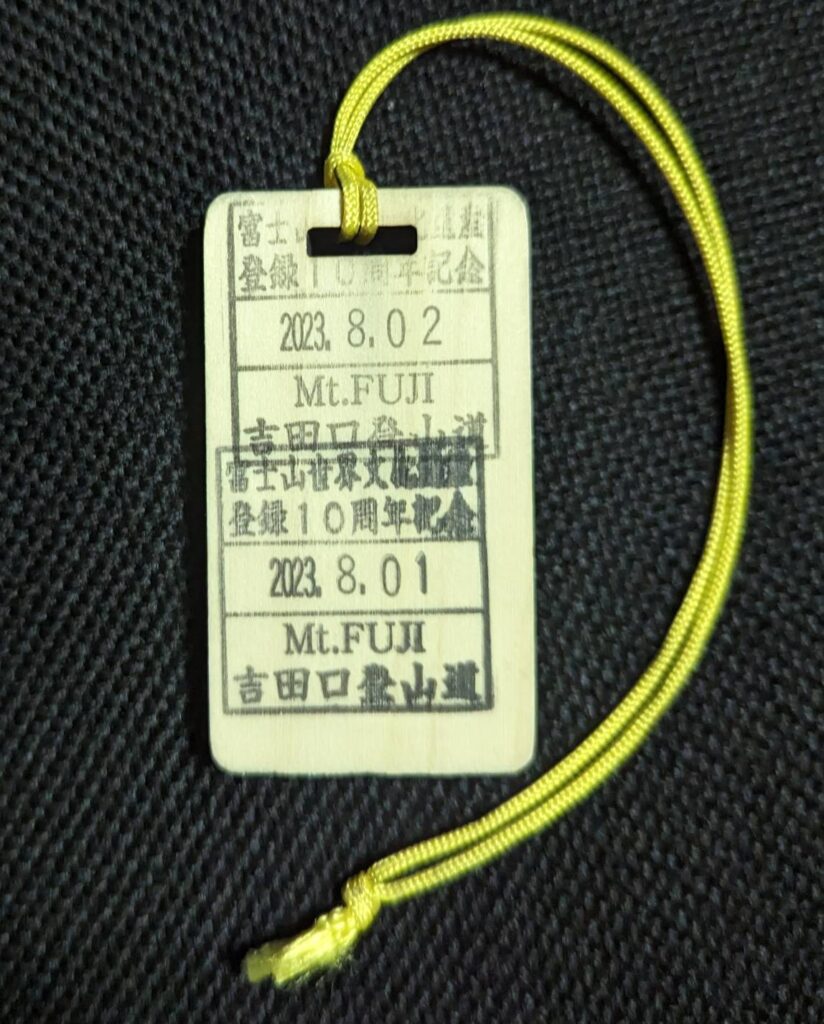 富士
登録10周年記念
2023. 8. 02
Mt.FUJI
吉田口登山道
富士山世界文化遺産
登録10周年記念
2023. 8. 01
Mt.FUJI
吉田口登山道